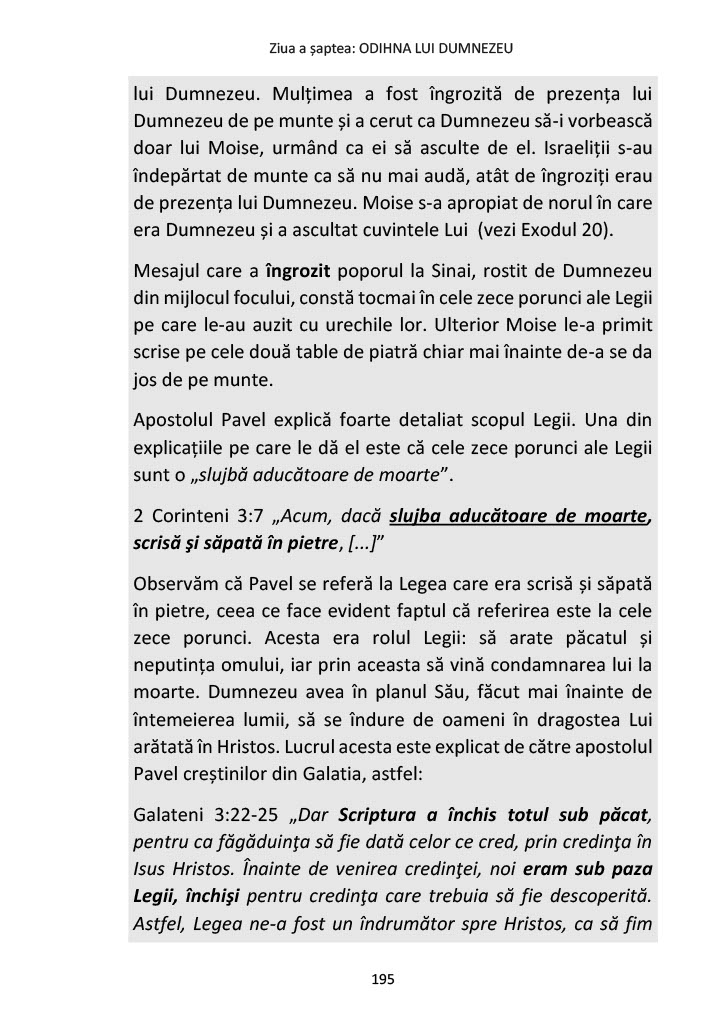 Ziua a șaptea: ODIHNA LUI DUMNEZEU
lui Dumnezeu. Mulțimea a fost îngrozită de prezența lui
Dumnezeu de pe munte și a cerut ca Dumnezeu să-i vorbească
doar lui Moise, urmând ca ei să asculte de el. Israeliții s-au
îndepărtat de munte ca să nu mai audă, atât de îngroziți erau
de prezența lui Dumnezeu. Moise s-a apropiat de norul în care
era Dumnezeu și a ascultat cuvintele Lui  (vezi Exodul 20).
Mesajul care a îngrozit poporul la Sinai, rostit de Dumnezeu
din mijlocul focului, constă tocmai în cele zece porunci ale Legii
pe care le-au auzit cu urechile lor. Ulterior Moise le-a primit
scrise pe cele două table de piatră chiar mai înainte de-a se da
jos de pe munte.
Apostolul Pavel explică foarte detaliat scopul Legii. Una din
explicațiile pe care le dă el este că cele zece porunci ale Legii
sunt o „slujbă aducătoare de moarte”.
2 Corinteni 3:7 „Acum, dacă slujba aducătoare de moarte,
scrisă şi săpată în pietre, [...]”
Observăm că Pavel se referă la Legea care era scrisă și săpată
în pietre, ceea ce face evident faptul că referirea este la cele
zece porunci. Acesta era rolul Legii: să arate păcatul și
neputința omului, iar prin aceasta să vină condamnarea lui la
moarte. Dumnezeu avea în planul Său, făcut mai înainte de
întemeierea lumii, să se îndure de oameni în dragostea Lui
arătată în Hristos. Lucrul acesta este explicat de către apostolul
Pavel creștinilor din Galatia, astfel:
Galateni 3:22-25 „Dar Scriptura a închis totul sub păcat,
pentru ca făgăduinţa să fie dată celor ce cred, prin credinţa în
Isus Hristos. Înainte de venirea credinţei, noi eram sub paza
Legii, închişi pentru credinţa care trebuia să fie descoperită.
Astfel, Legea ne-a fost un îndrumător spre Hristos, ca să fim
195